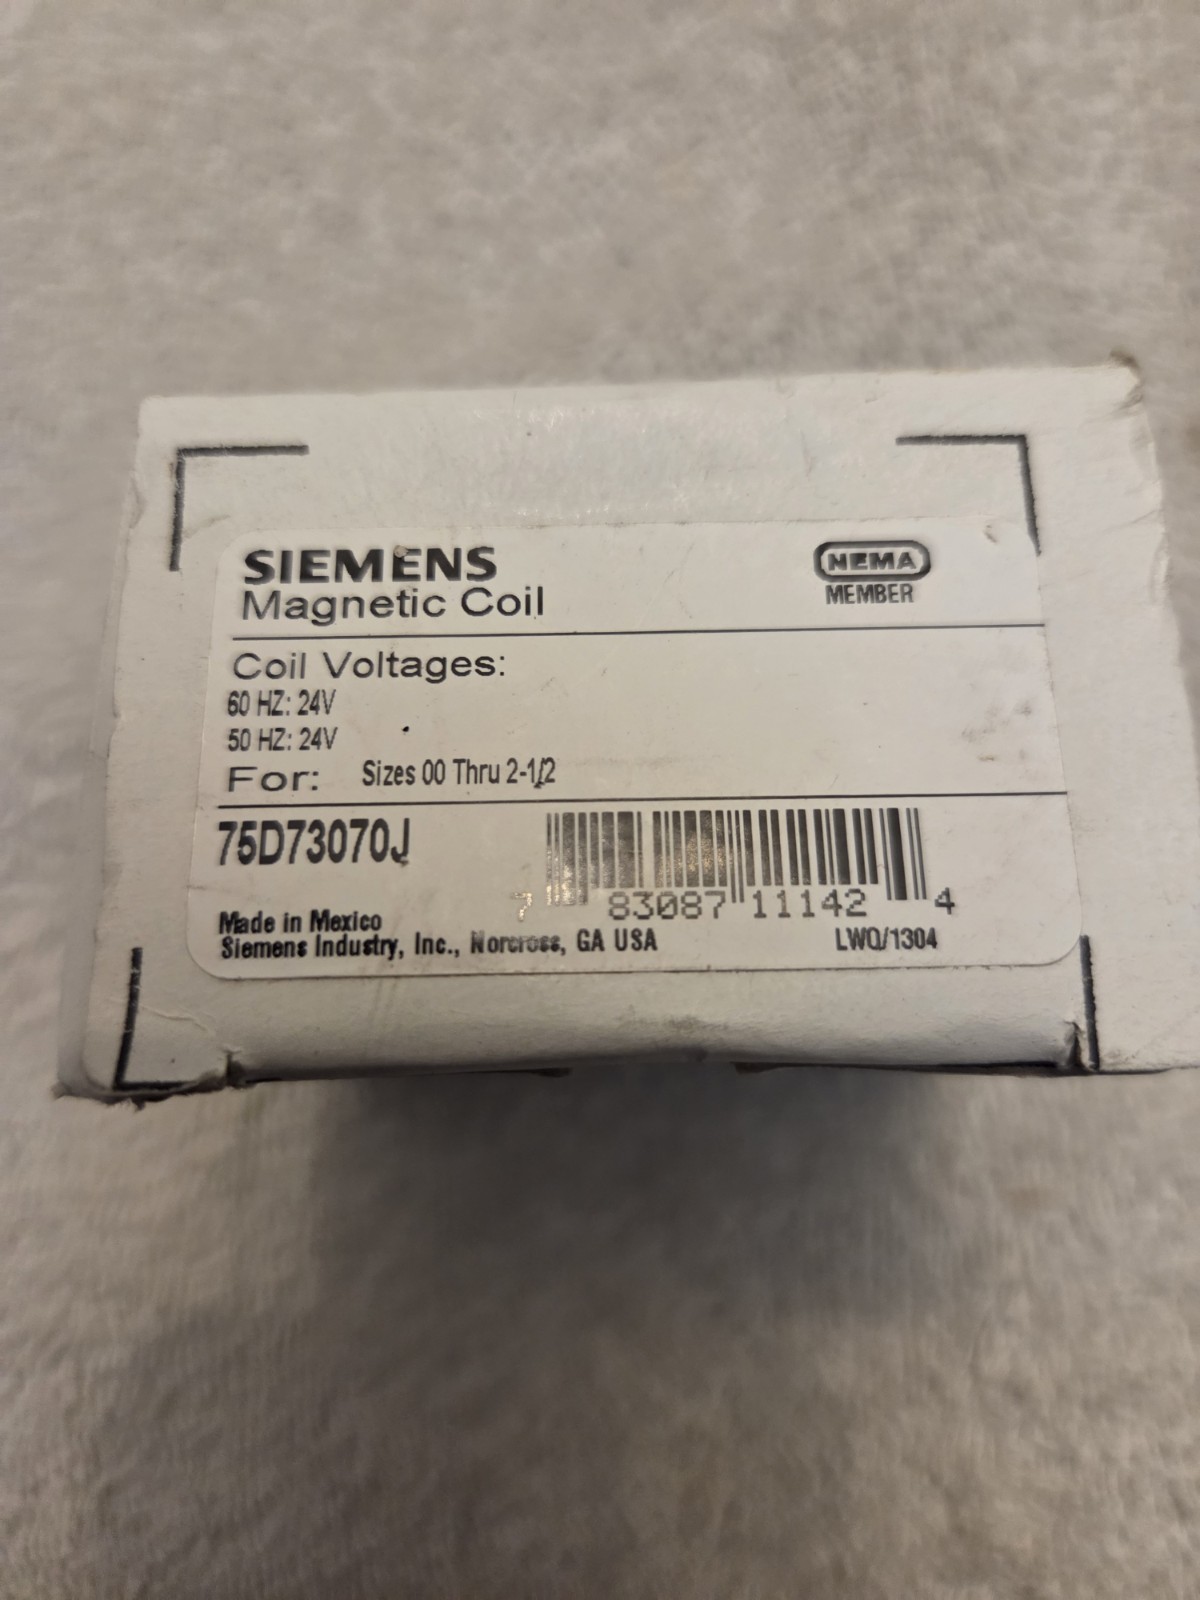 SIEMENS
Magnetic Coil
NEMA
MEMBER
Coil Voltages:
60 HZ: 24V
50 HZ: 24V
For: Sizes 00 Thru 2-1/2
75D73070J
7 83087 11142 4
Made in Mexico
Siemens Industry, Inc., Norcross, GA USA
LWQ/1304